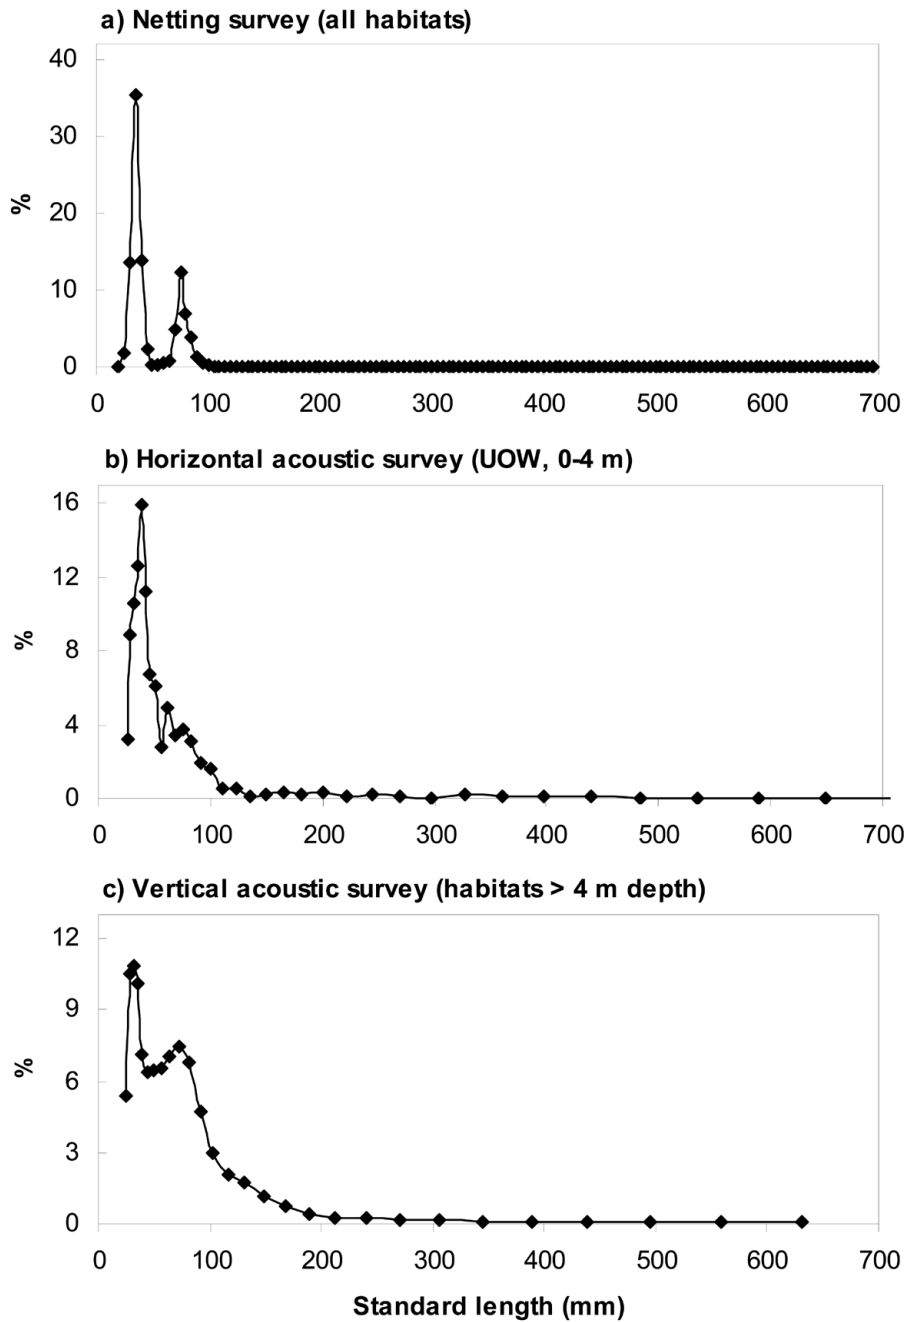 a) Netting survey (all habitats)
40
30
20
10
0
%
0 100 200 300 400 500 600 700
b) Horizontal acoustic survey (UOW, 0-4 m)
16
12
8
4
0
%
0 100 200 300 400 500 600 700
c) Vertical acoustic survey (habitats > 4 m depth)
12
9
6
3
0
%
0 100 200 300 400 500 600 700
Standard length (mm)